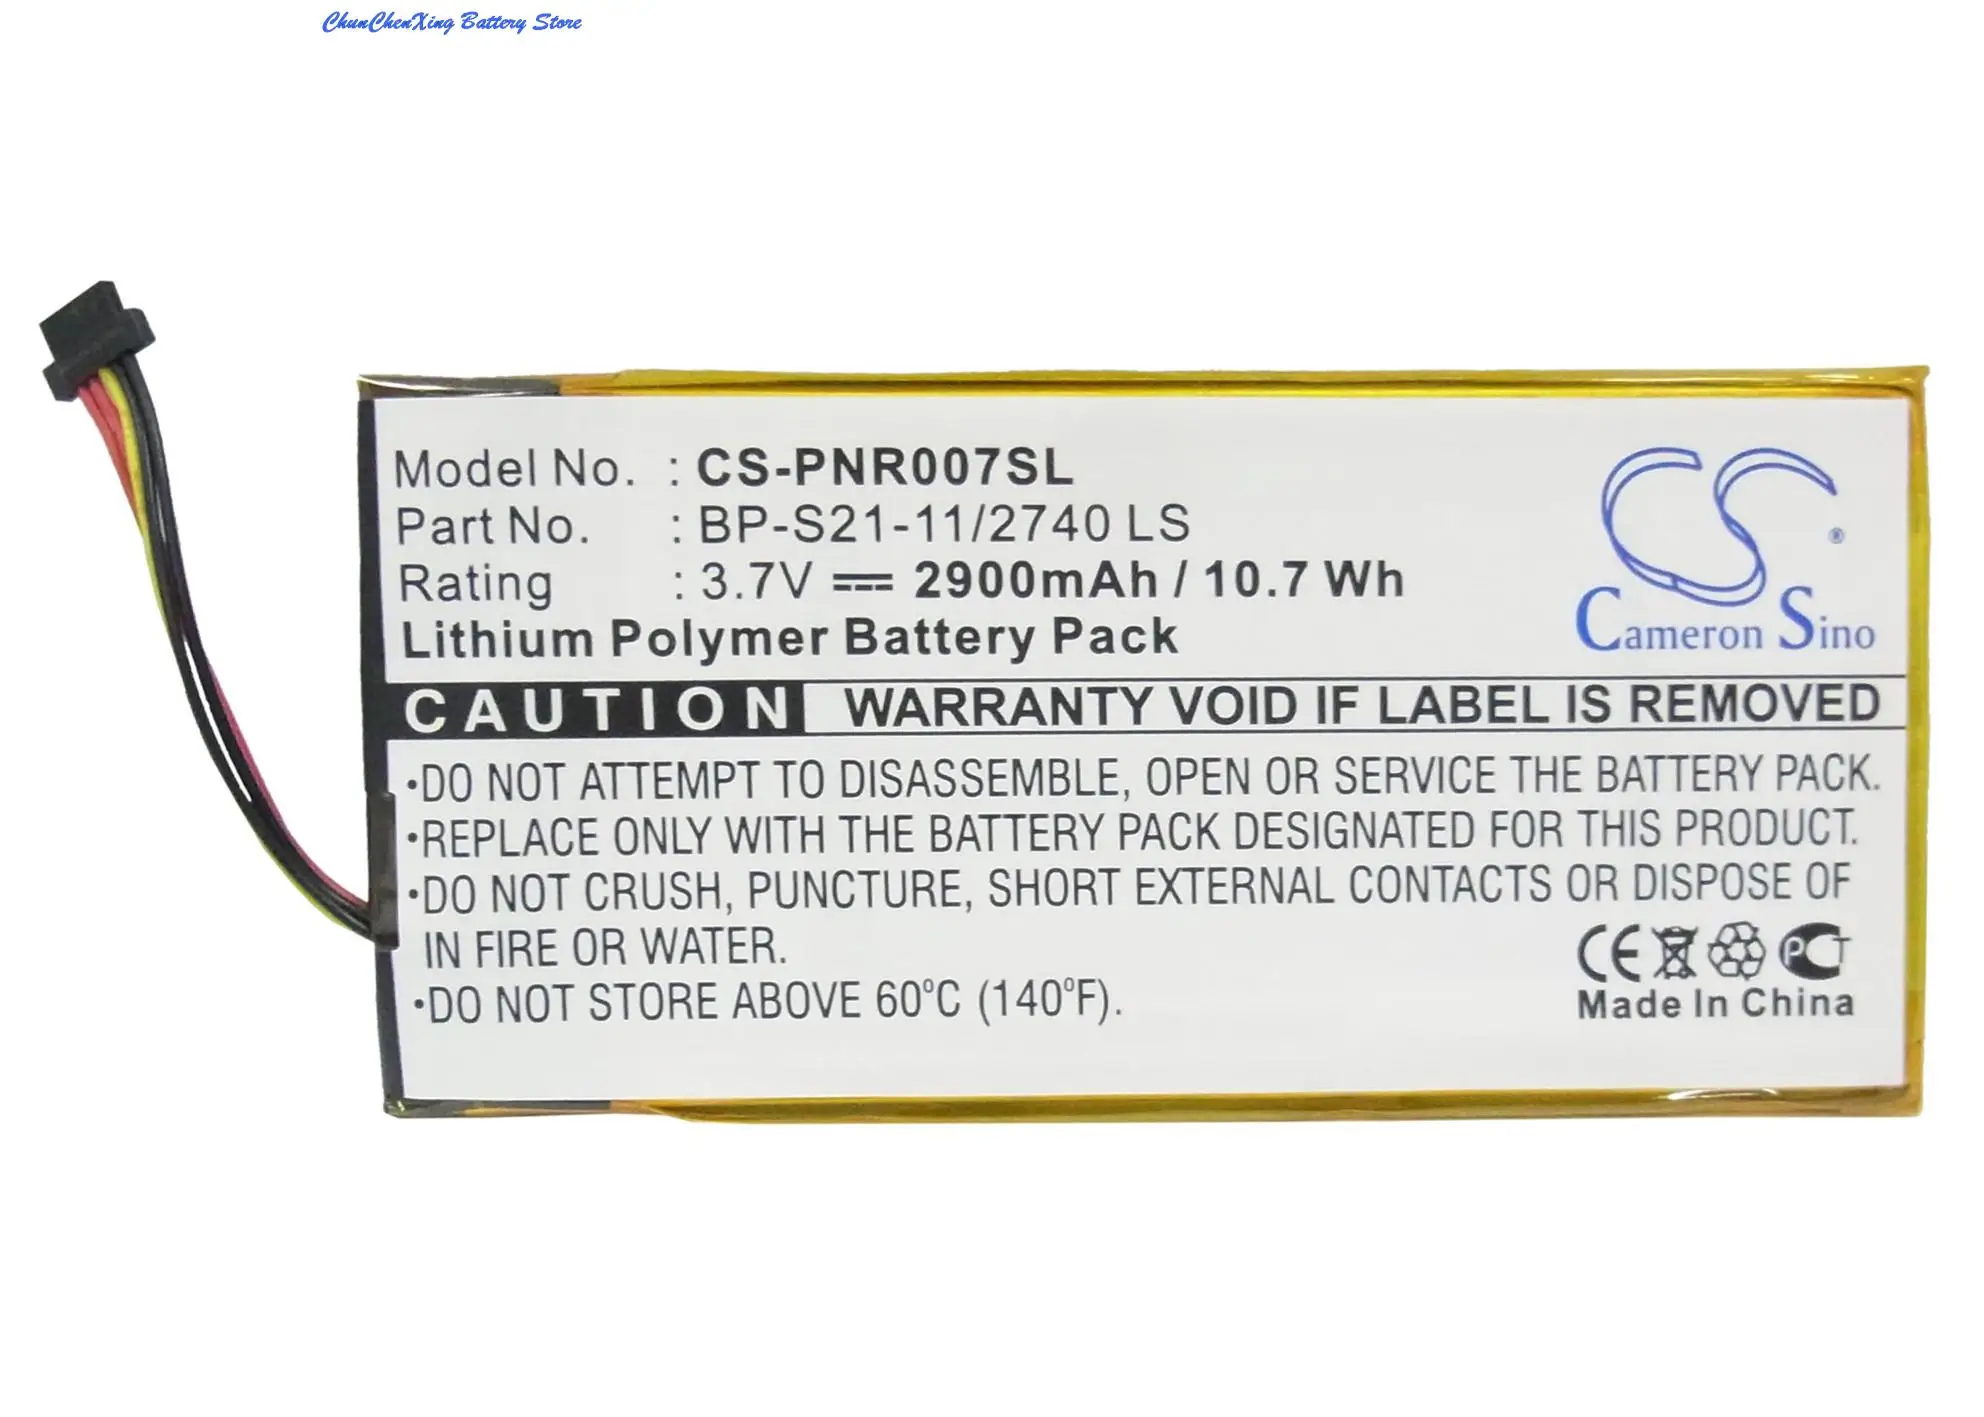 ChunChenXing Battery Store
Model No. : CS-PNR007SL
Part No. : BP-S21-11/2740 LS
Rating : 3.7V ⎓ 2900mAh / 10.7 Wh
Lithium Polymer Battery Pack
CS
®
Cameron Sino
CAUTION WARRANTY VOID IF LABEL IS REMOVED
•DO NOT ATTEMPT TO DISASSEMBLE, OPEN OR SERVICE THE BATTERY PACK.
•REPLACE ONLY WITH THE BATTERY PACK DESIGNATED FOR THIS PRODUCT.
•DO NOT CRUSH, PUNCTURE, SHORT EXTERNAL CONTACTS OR DISPOSE OF
IN FIRE OR WATER.
•DO NOT STORE ABOVE 60°C (140°F).
CE PCT
Made In China